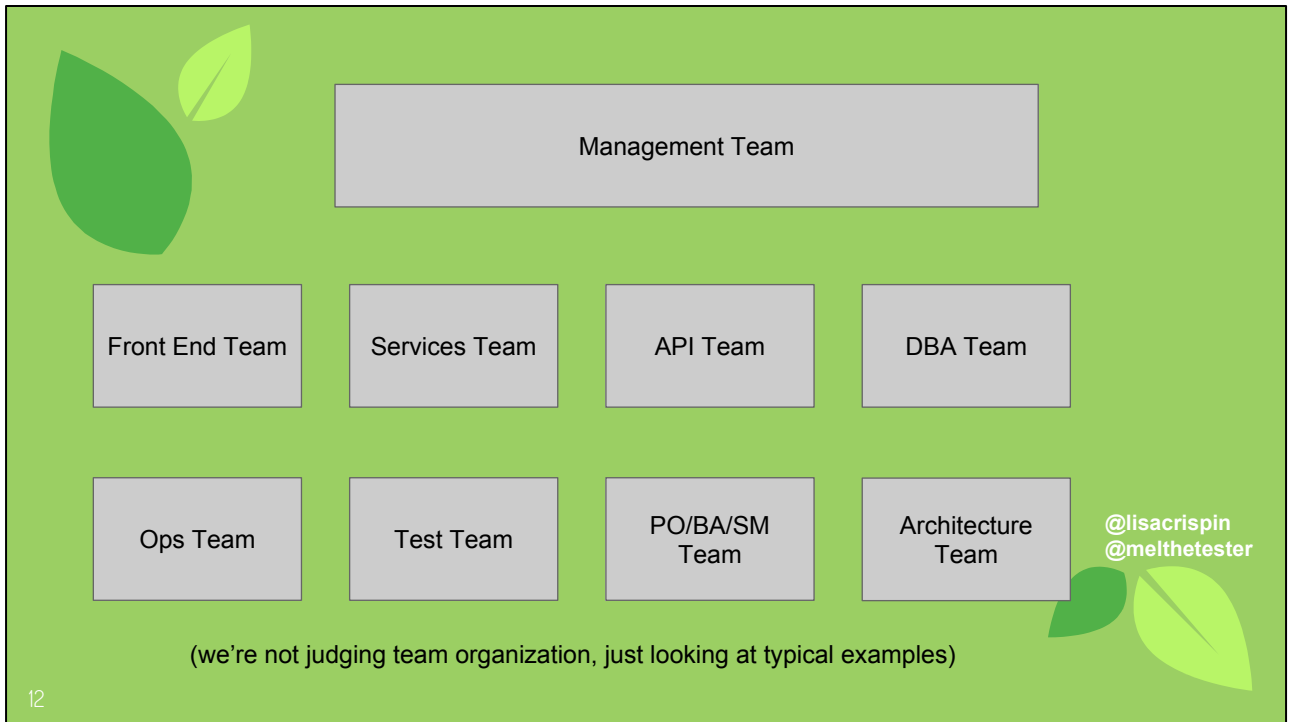 Management Team
Front End Team
Services Team
API Team
DBA Team
Ops Team
Test Team
PO/BA/SM
Team
Architecture
Team
@lisacrispin
@melthetester
(we’re not judging team organization, just looking at typical examples)
12